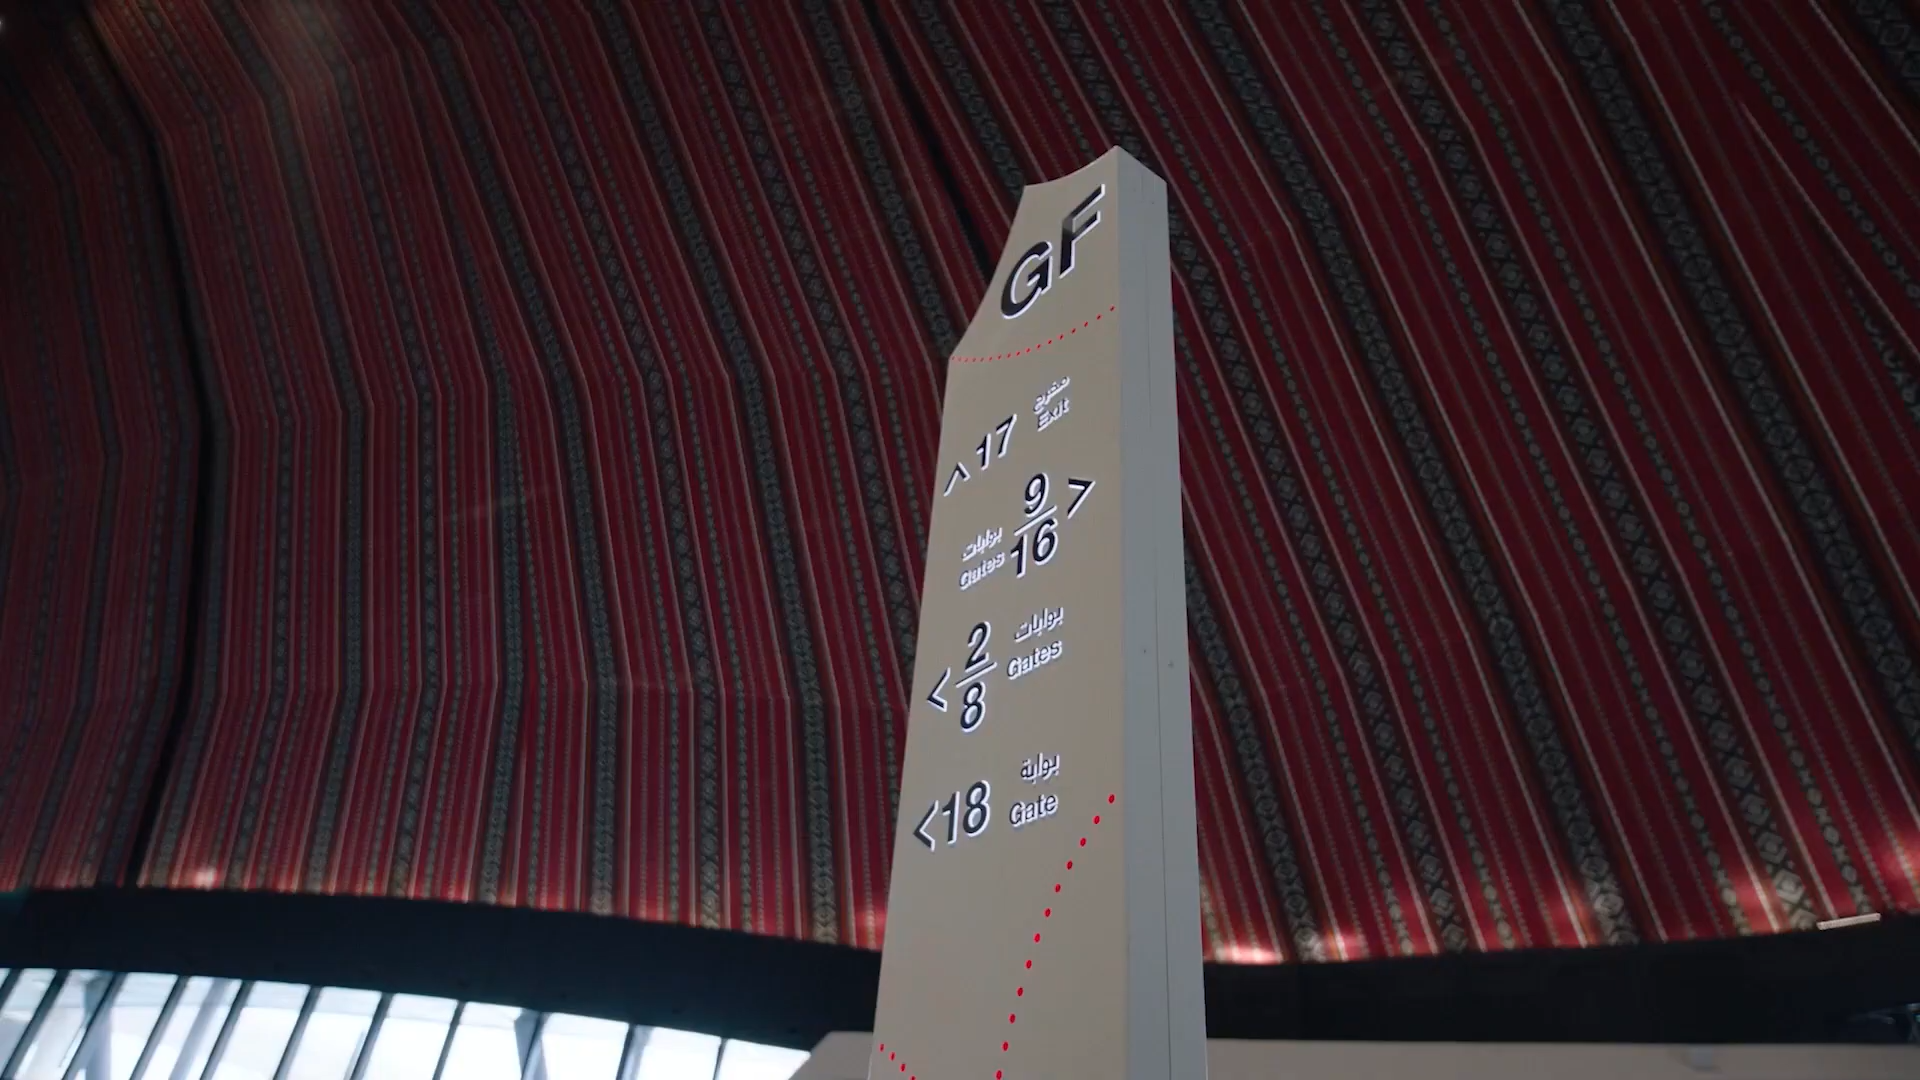 GF
مخرج
Exit
^ 17
9 >
16
بوابات
Gates
بوابات
Gates
2
< 8
بوابة
Gate
<18